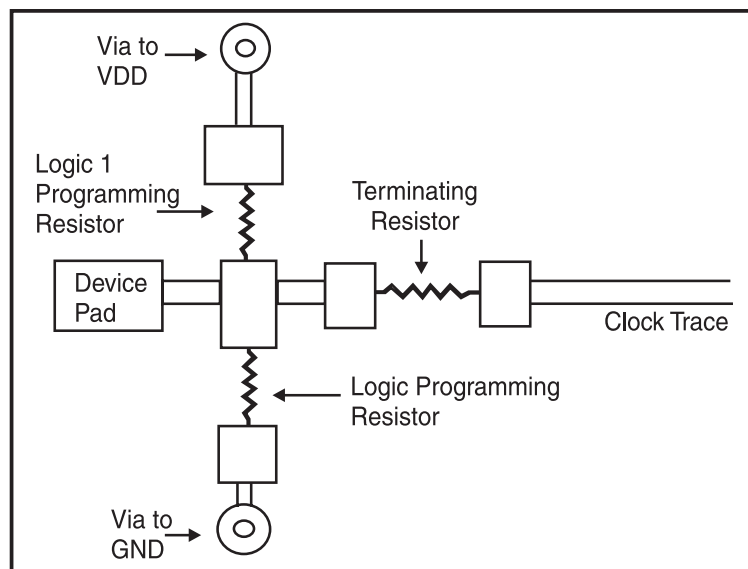 Via to
VDD
Logic 1
Programming
Resistor
Terminating
Resistor
Device
Pad
Clock Trace
Logic Programming
Resistor
Via to
GND